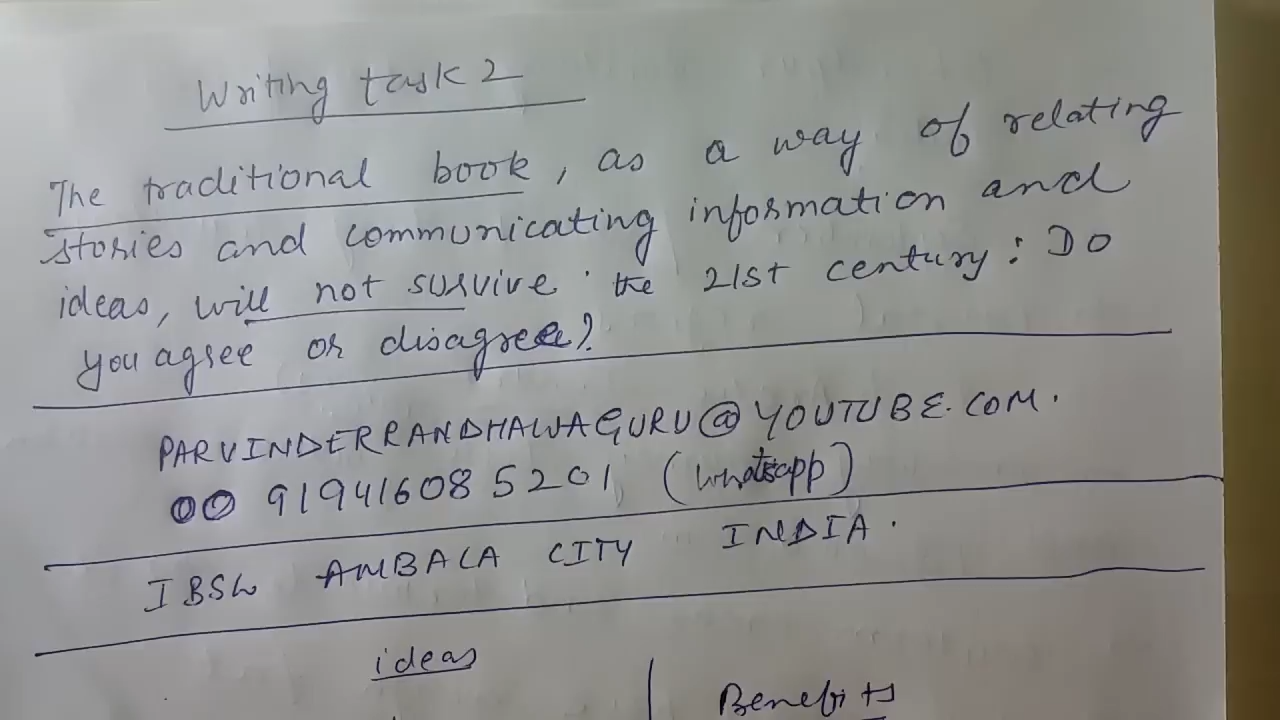 Writing task 2
The traditional book, as a way of relating
stories and communicating information and
ideas, will not survive the 21st century: Do
you agree or disagree?
PARVINDERRANDHAWAGURU@YOUTUBE.COM.
00 919416085201 (whatsapp)
IBSW AMBALA CITY INDIA.
ideas
Benefits